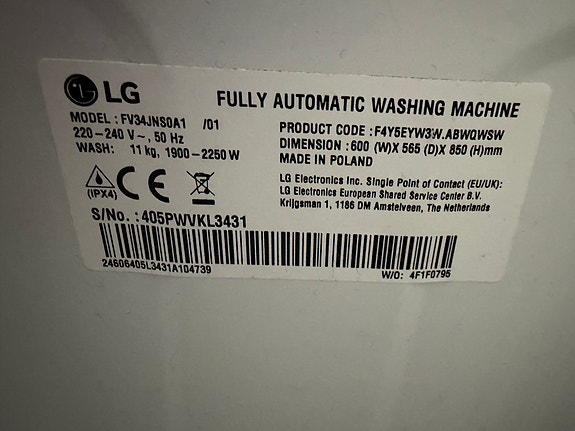 LG
FULLY AUTOMATIC WASHING MACHINE
MODEL : FV34JNS0A1 /01
220-240 V~, 50 Hz
WASH: 11 kg, 1900-2250 W
PRODUCT CODE : F4Y5EYW3W.ABWQWSW
DIMENSION : 600 (W)X 565 (D)X 850 (H)mm
MADE IN POLAND
LG Electronics Inc. Single Point of Contact (EU/UK):
LG Electronics European Shared Service Center B.V.
Krijgsman 1, 1186 DM Amstelveen, The Netherlands
(IPX4)
CE
S/No. : 405PWVKL3431
24606405L3431A104739
W/O: 4F1F0795